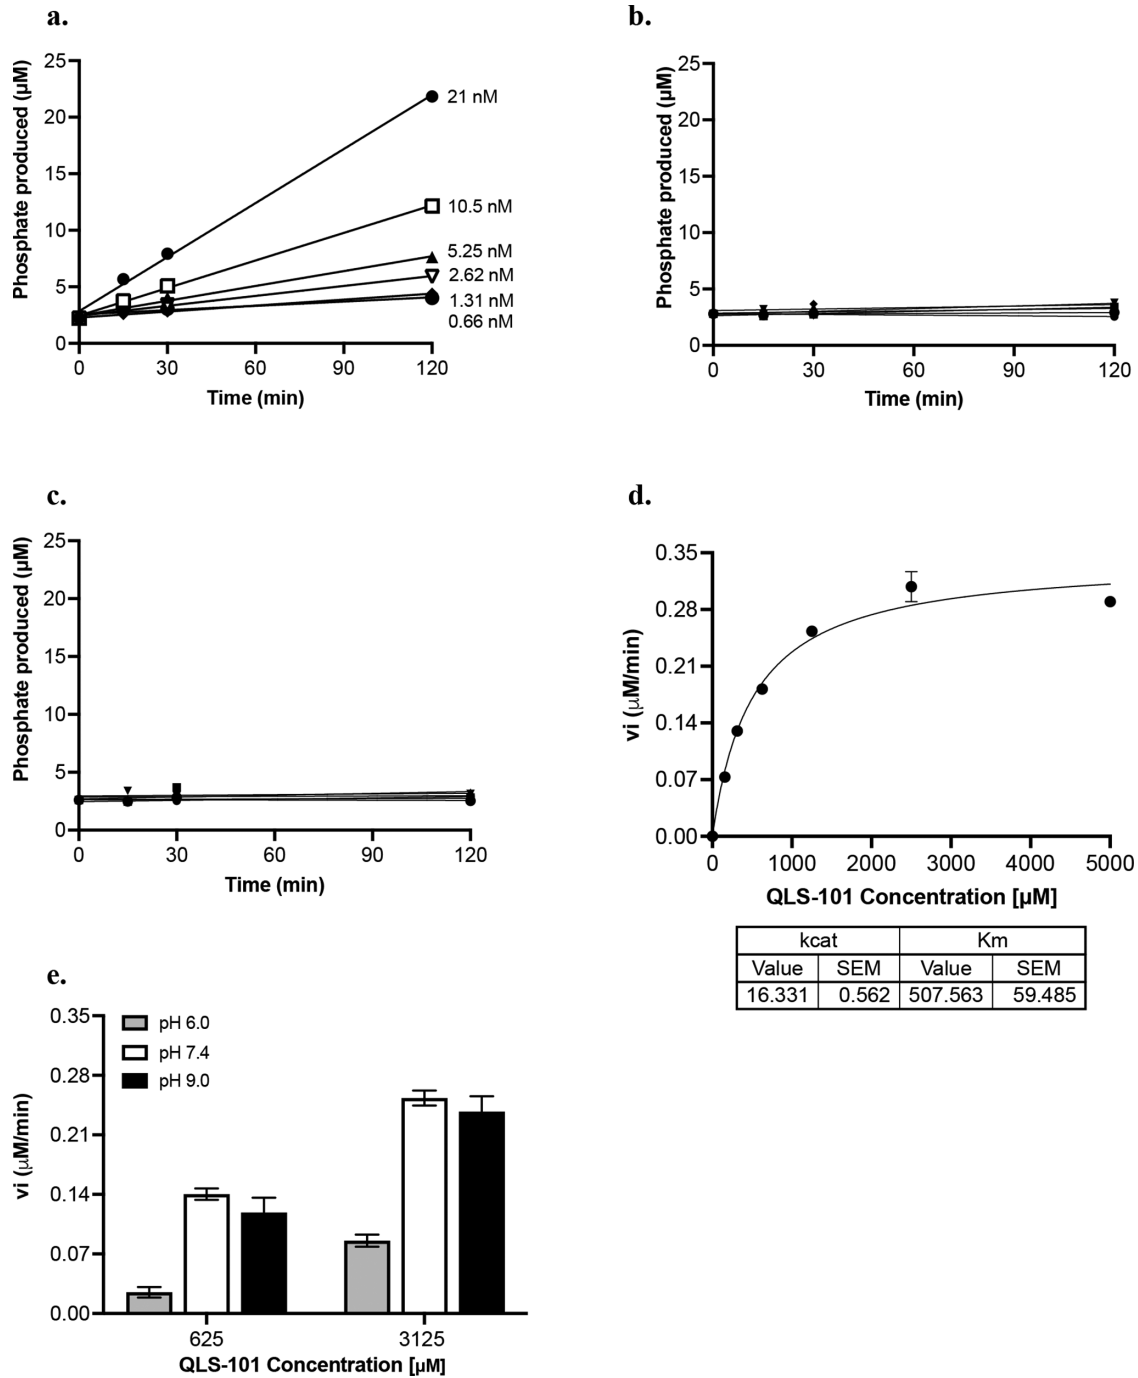 a.
Phosphate produced (µM)
25
20
15
10
5
0
21 nM
10.5 nM
5.25 nM
2.62 nM
1.31 nM
0.66 nM
0 30 60 90 120
Time (min)
b.
Phosphate produced (µM)
25
20
15
10
5
0
0 30 60 90 120
Time (min)
c.
Phosphate produced (µM)
25
20
15
10
5
0
0 30 60 90 120
Time (min)
d.
vi (µM/min)
0.35
0.28
0.21
0.14
0.07
0.00
0 1000 2000 3000 4000 5000
QLS-101 Concentration [µM]
kcat Km
Value SEM Value SEM
16.331 0.562 507.563 59.485
e.
vi (µM/min)
0.35
0.28
0.21
0.14
0.07
0.00
pH 6.0
pH 7.4
pH 9.0
625 3125
QLS-101 Concentration [µM]